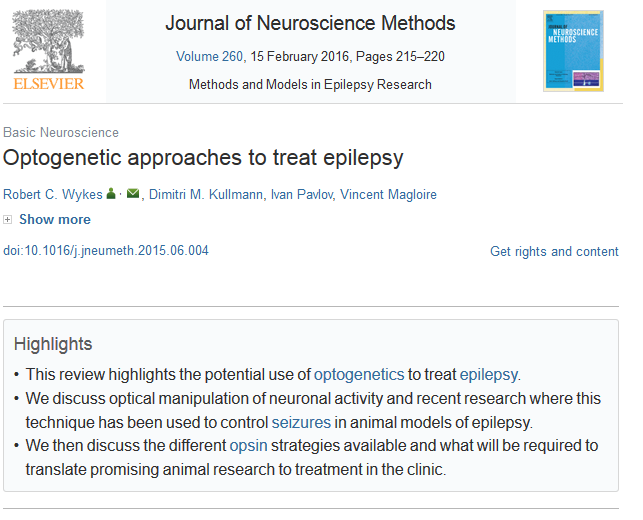 ELSEVIER
Journal of Neuroscience Methods
Volume 260, 15 February 2016, Pages 215–220
Methods and Models in Epilepsy Research
JOURNAL OF
NEUROSCIENCE
METHODS
Basic Neuroscience
Optogenetic approaches to treat epilepsy
Robert C. Wykes · , Dimitri M. Kullmann, Ivan Pavlov, Vincent Magloire
Show more
doi:10.1016/j.jneumeth.2015.06.004
Get rights and content
Highlights
• This review highlights the potential use of optogenetics to treat epilepsy.
• We discuss optical manipulation of neuronal activity and recent research where this
technique has been used to control seizures in animal models of epilepsy.
• We then discuss the different opsin strategies available and what will be required to
translate promising animal research to treatment in the clinic.